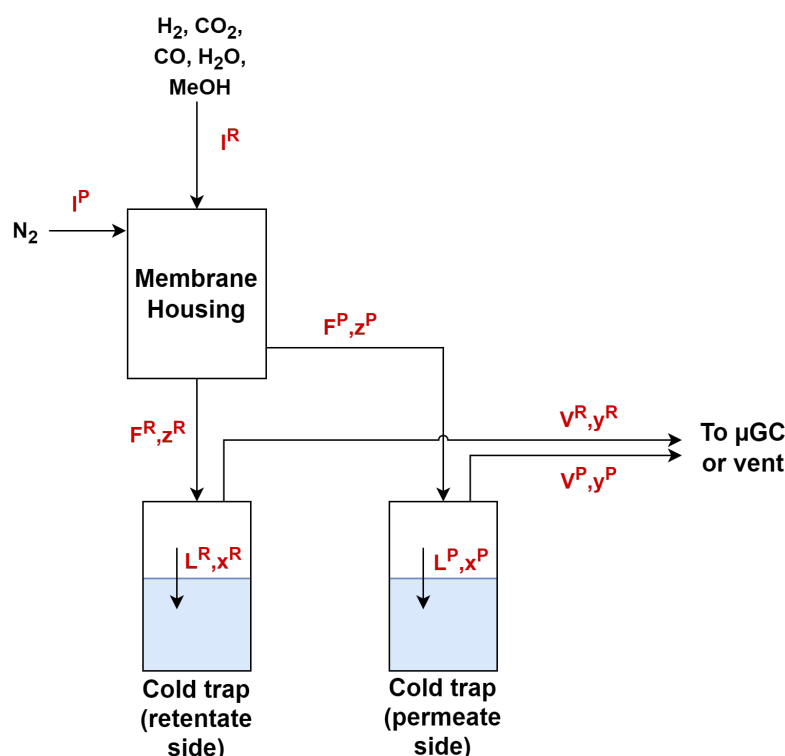 H₂, CO₂,
CO, H₂O,
MeOH
Iᴿ
Iᴾ
N₂
Membrane
Housing
Fᴾ,zᴾ
Fᴿ,zᴿ
Vᴿ,yᴿ
To µGC
or vent
Vᴾ,yᴾ
Lᴿ,xᴿ
Lᴾ,xᴾ
Cold trap
(retentate
side)
Cold trap
(permeate
side)